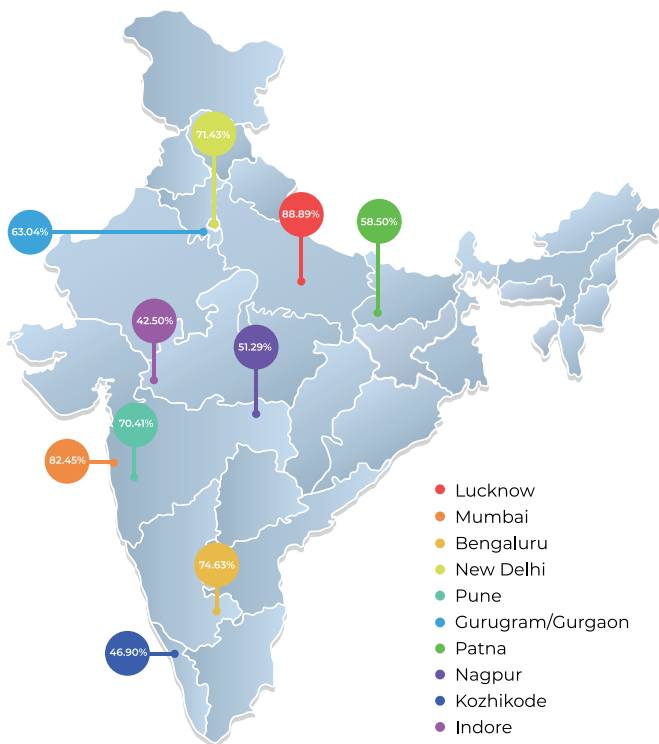 71.43%
88.89%
58.50%
63.04%
42.50%
51.29%
70.41%
82.45%
74.63%
46.90%
Lucknow
Mumbai
Bengaluru
New Delhi
Pune
Gurugram/Gurgaon
Patna
Nagpur
Kozhikode
Indore